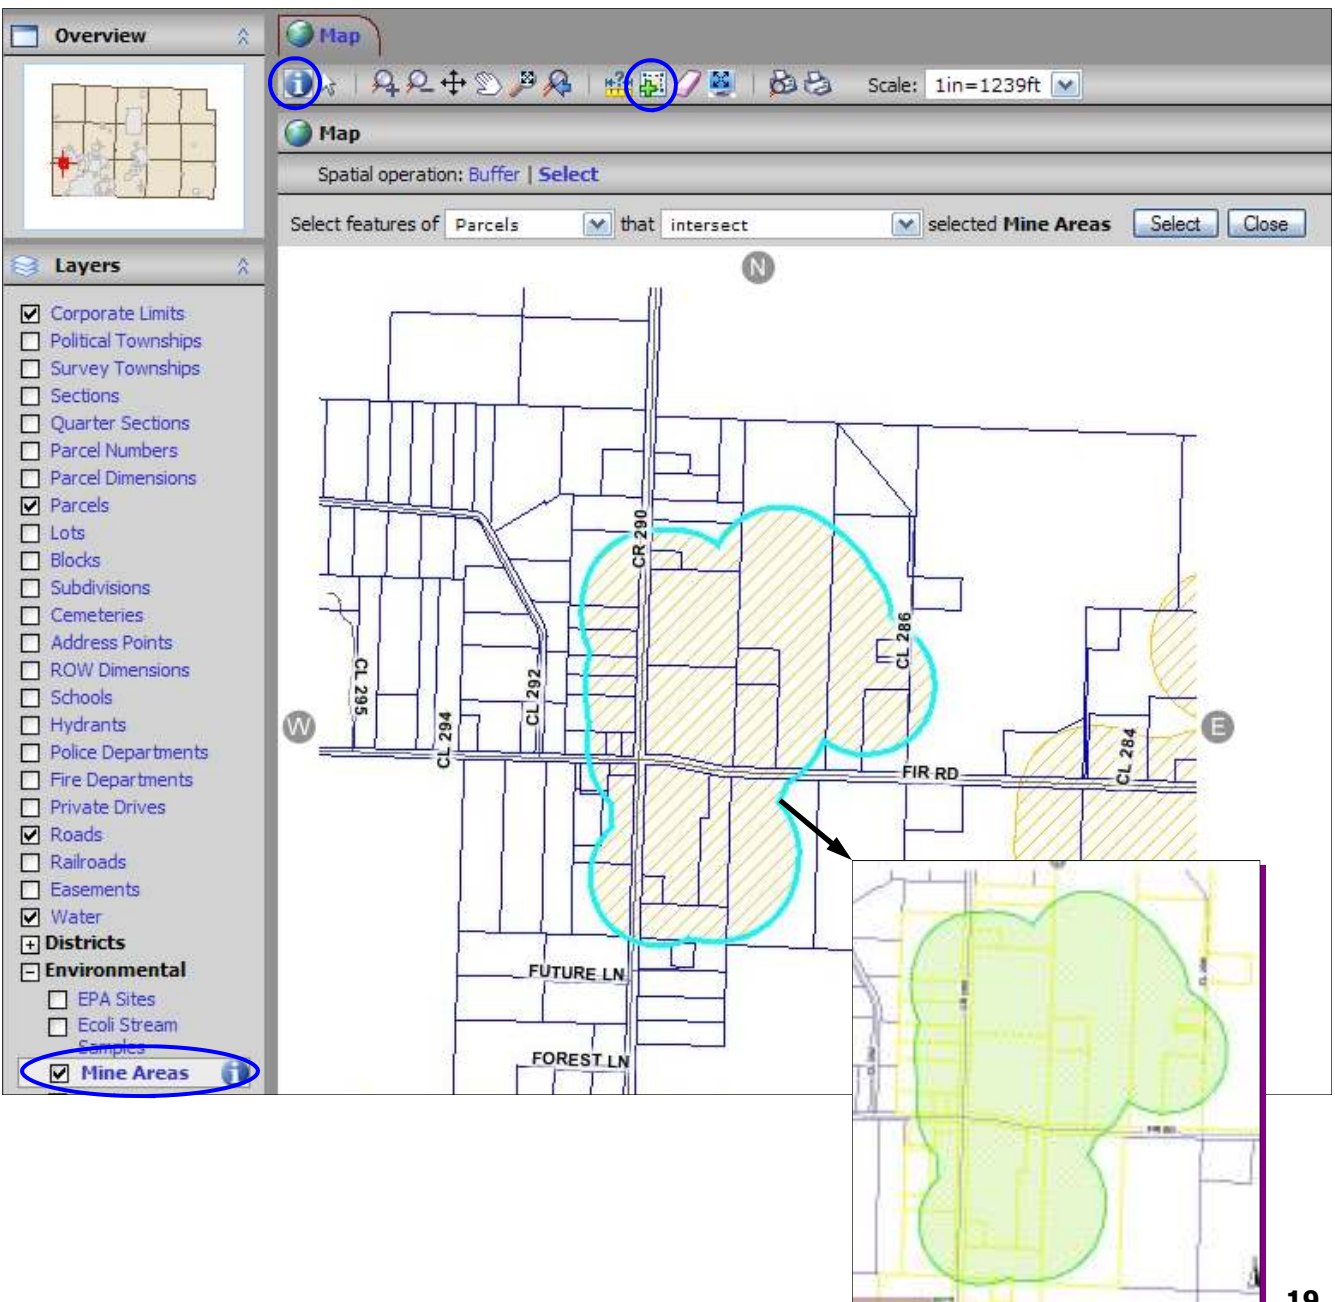 Overview
Map
Scale: 1in=1239ft
Map
Spatial operation: Buffer | Select
Select features of Parcels that intersect selected Mine Areas Select Close
Layers
Corporate Limits
Political Townships
Survey Townships
Sections
Quarter Sections
Parcel Numbers
Parcel Dimensions
Parcels
Lots
Blocks
Subdivisions
Cemeteries
Address Points
ROW Dimensions
Schools
Hydrants
Police Departments
Fire Departments
Private Drives
Roads
Railroads
Easements
Water
Districts
Environmental
EPA Sites
Ecoli Stream
Samples
Mine Areas
N
CR 290
CL 286
CL 295
CL 292
CL 294
W
E
CL 284
FIR RD
FUTURE LN
FOREST LN
FIR RD
19